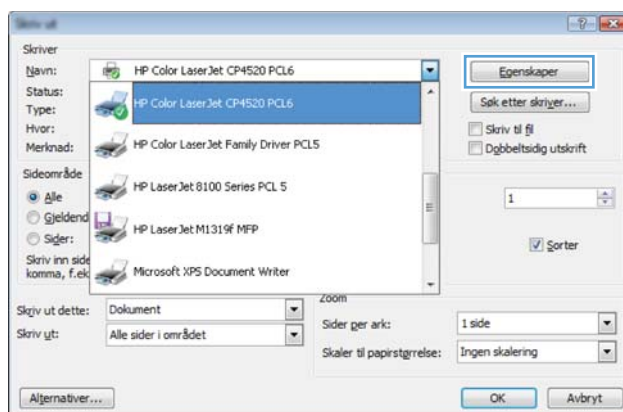 Skriv ut
Skriver
Navn: HP Color LaserJet CP4520 PCL6 Egenskaper
Status:
Type: HP Color LaserJet CP4520 PCL6 Søk etter skriver...
Hvor: Skriv til fil
Merknad: HP Color LaserJet Family Driver PCL5 Dobbeltsidig utskrift
Sideområde
Alle HP LaserJet 8100 Series PCL 5 1
Gjeldend
Sider: HP LaserJet M1319f MFP Sorter
Skriv inn side
komma, f.ek Microsoft XPS Document Writer
Zoom
Skriv ut dette: Dokument Sider per ark: 1 side
Skriv ut: Alle sider i området Skaler til papirstørrelse: Ingen skalering
Alternativer... OK Avbryt